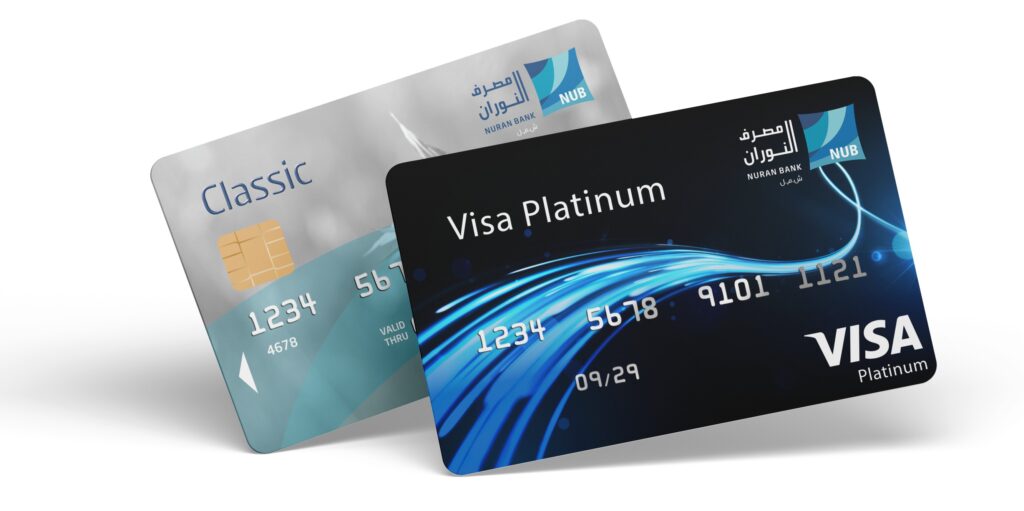 مصرف
النوران
NURAN BANK
ش.م.ل
NUB
Classic
1234 567
4678
VALID
THRU
مصرف
النوران
NURAN BANK
ش.م.ل
NUB
Visa Platinum
1234 5678 9101 1121
09/29
VISA
Platinum